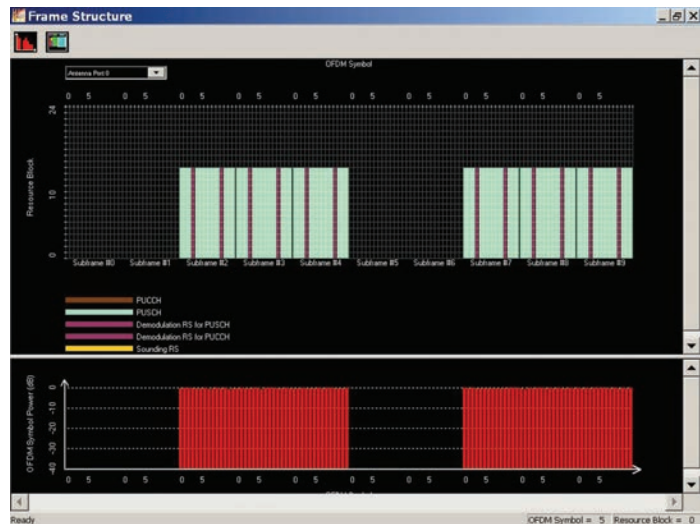 Frame Structure
OFDM Symbol
Antenna Port 0
0 5 0 5 0 5 0 5 0 5 0 5 0 5 0 5 0 5 0 5
24
Resource Block
10
0
Subframe #0 Subframe #1 Subframe #2 Subframe #3 Subframe #4 Subframe #5 Subframe #6 Subframe #7 Subframe #8 Subframe #9
PUCCH
PUSCH
Demodulation RS for PUSCH
Demodulation RS for PUCCH
Sounding RS
OFDM Symbol Power (dB)
0
-10
-20
-30
-40
0 5 0 5 0 5 0 5 0 5 0 5 0 5 0 5 0 5 0 5
OFDM Symbol
Ready
OFDM Symbol = 5 Resource Block = 0